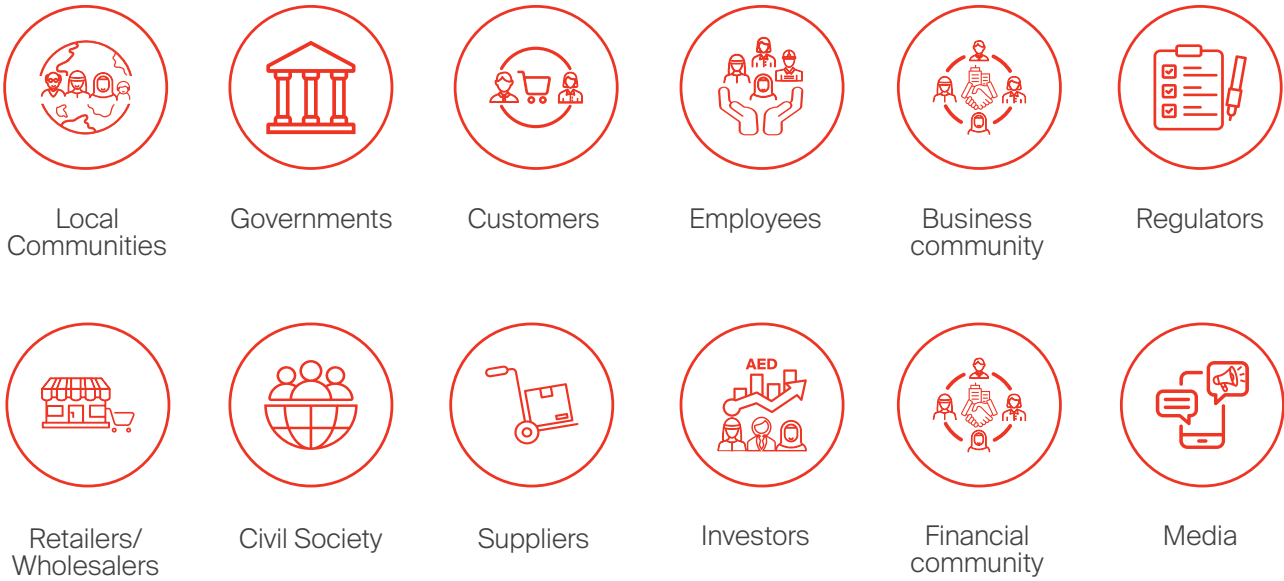 Local
Communities
Governments
Customers
Employees
Business
community
Regulators
AED
Retailers/
Wholesalers
Civil Society
Suppliers
Investors
Financial
community
Media